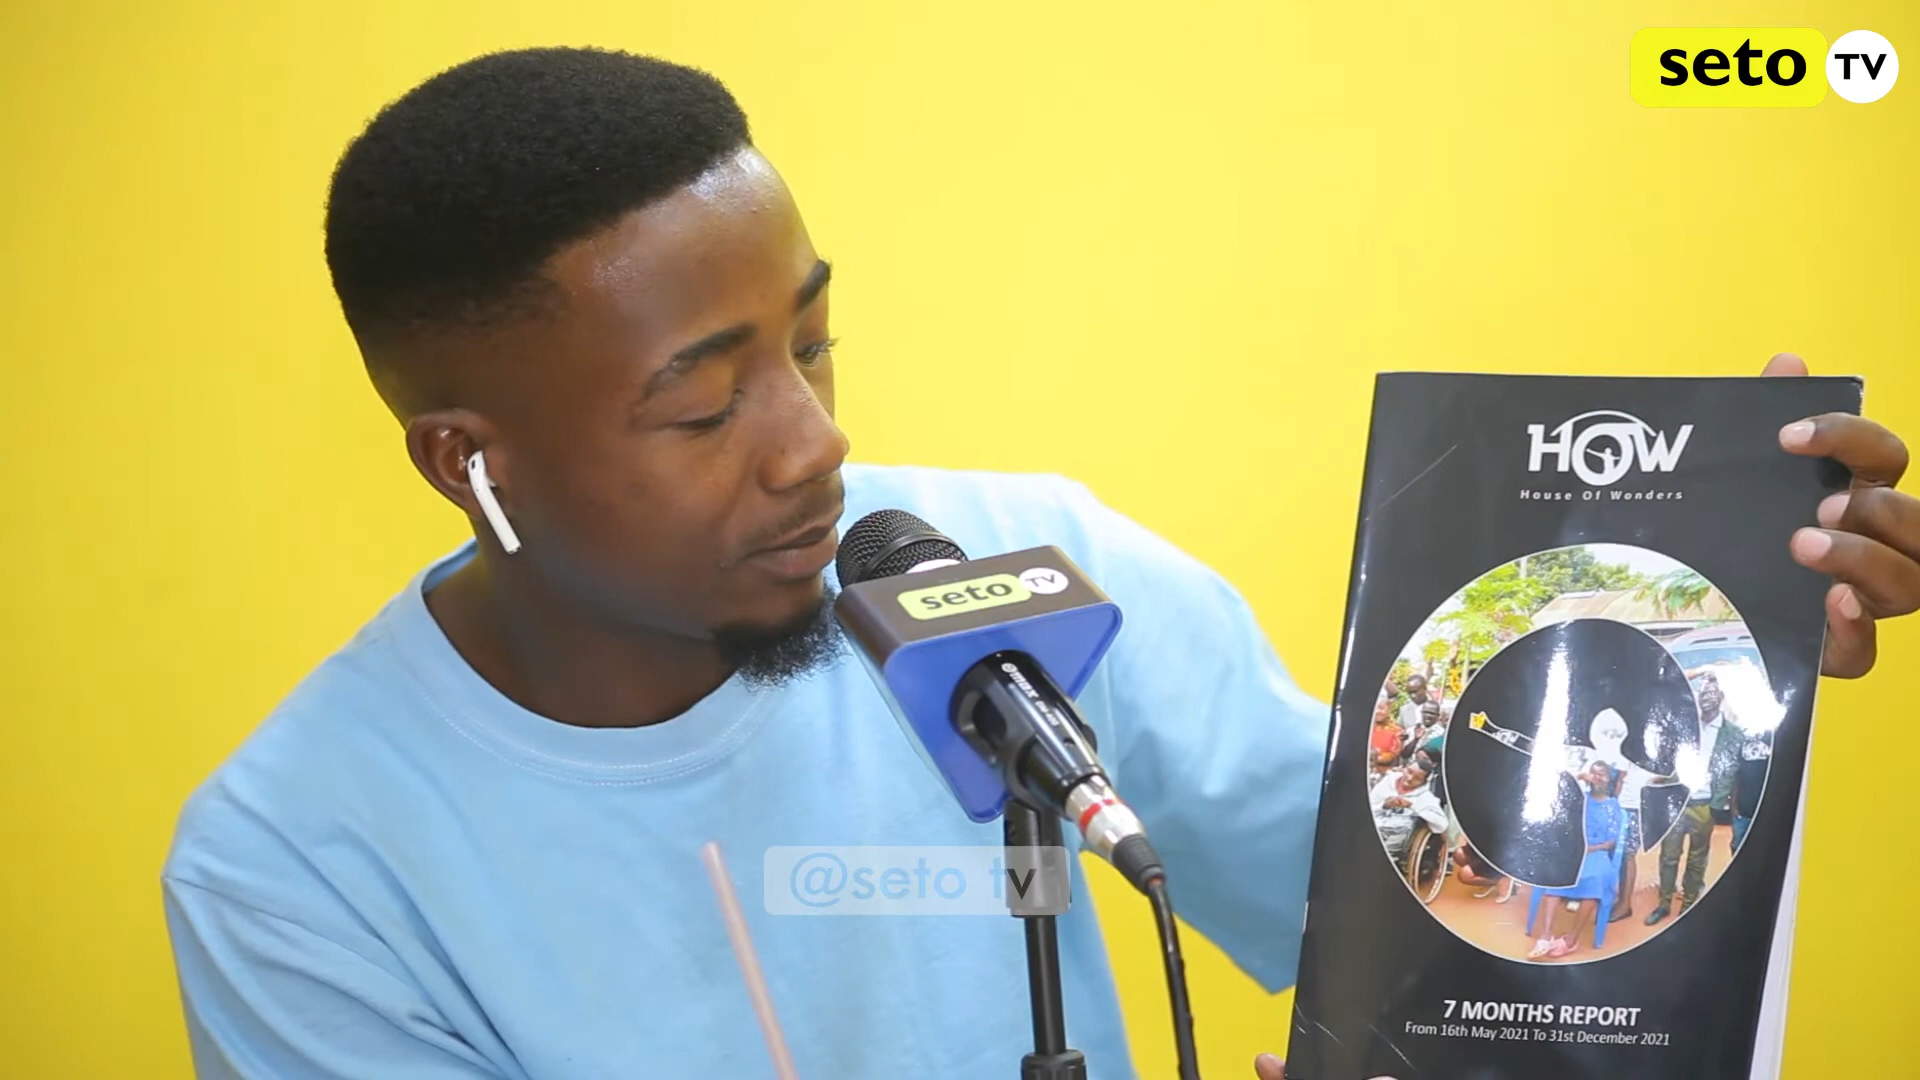 seto TV
HOW
House Of Wonders
seto TV
@seto tv
7 MONTHS REPORT
From 16th May 2021 To 31st December 2021